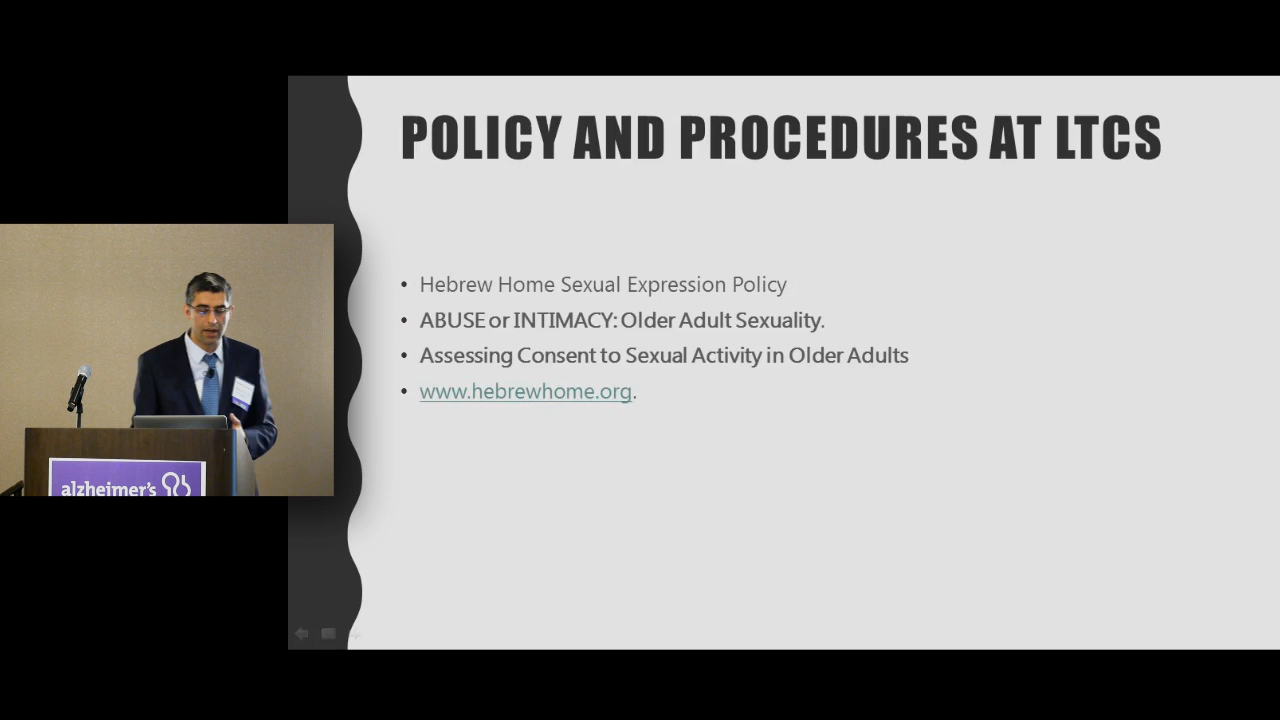 POLICY AND PROCEDURES AT LTCS
• Hebrew Home Sexual Expression Policy
• ABUSE or INTIMACY: Older Adult Sexuality.
• Assessing Consent to Sexual Activity in Older Adults
• www.hebrewhome.org.
alzheimer's